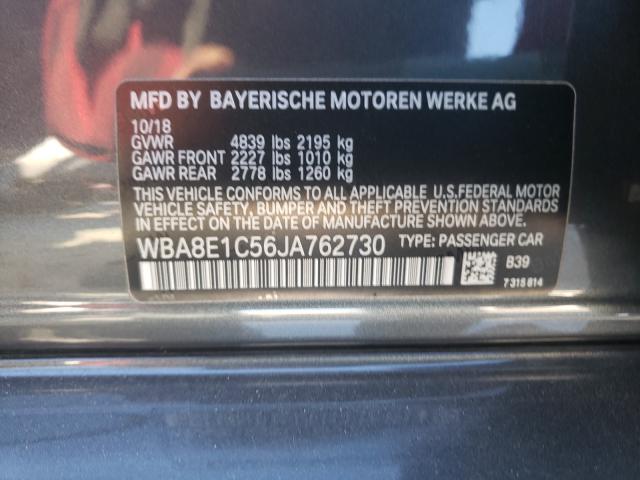 MFD BY BAYERISCHE MOTOREN WERKE AG
10/18
GVWR 4839 lbs 2195 kg
GAWR FRONT 2227 lbs 1010 kg
GAWR REAR 2778 lbs 1260 kg
THIS VEHICLE CONFORMS TO ALL APPLICABLE U.S.FEDERAL MOTOR
VEHICLE SAFETY, BUMPER, AND THEFT PREVENTION STANDARDS
IN EFFECT ON THE DATE OF MANUFACTURE SHOWN ABOVE.
WBA8E1C56JA762730 TYPE: PASSENGER CAR
B39
7315614